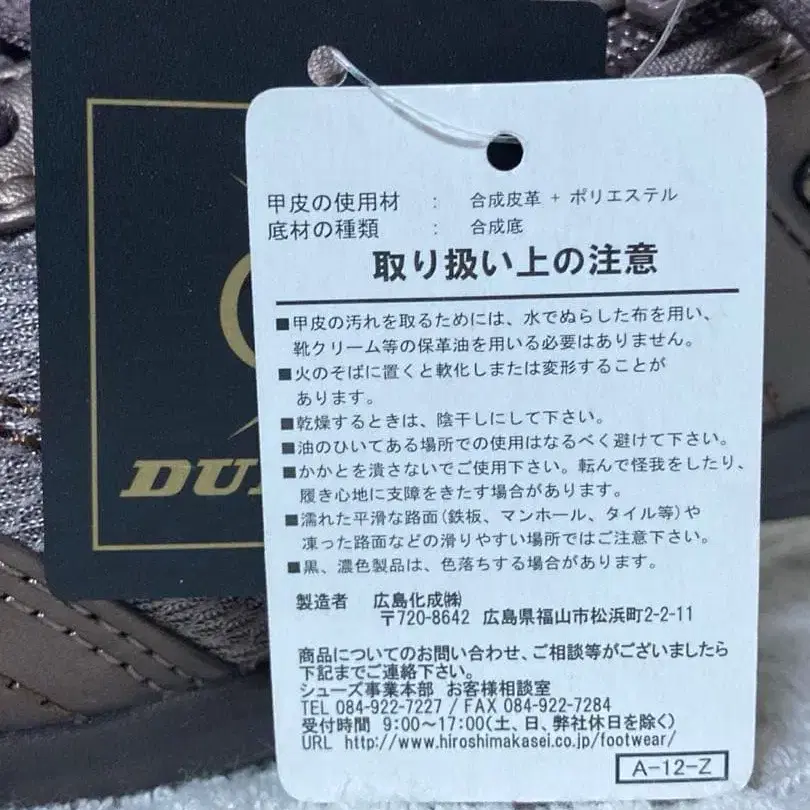 甲皮の使用材 : 合成皮革 + ポリエステル
底材の種類 : 合成底
取り扱い上の注意
■甲皮の汚れを取るためには、水でぬらした布を用い、
靴クリーム等の保革油を用いる必要はありません。
■火のそばに置くと軟化しまたは変形することが
あります。
■乾燥するときは、陰干しにして下さい。
■油のひいてある場所での使用はなるべく避けて下さい。
■かかとを潰さないでご使用下さい。転んで怪我をしたり、
履き心地に支障をきたす場合があります。
■濡れた平滑な路面(鉄板、マンホール、タイル等)や
凍った路面などの滑りやすい場所ではご注意下さい。
■黒、濃色製品は、色落ちする場合があります。
製造者 広島化成㈱
〒720-8642 広島県福山市松浜町2-2-11
商品についてのお問い合わせ、ご相談等がございましたら
下記までご連絡下さい。
シューズ事業本部 お客様相談室
TEL 084-922-7227 / FAX 084-922-7284
受付時間 9:00〜17:00(土、日、弊社休日を除く)
URL http://www.hiroshimakasei.co.jp/footwear/
A-12-Z